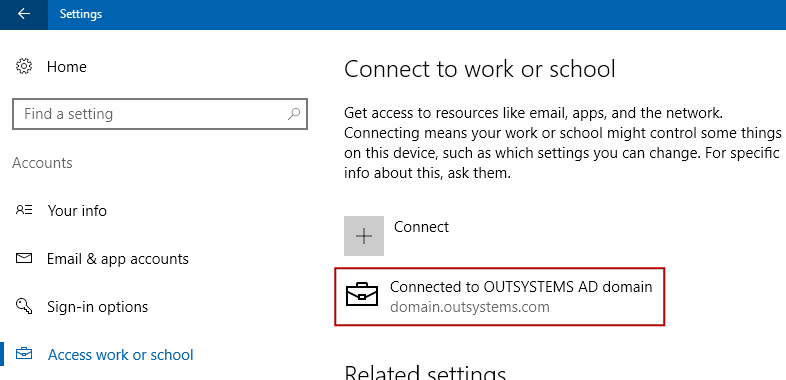 Settings
Home
Find a setting
Accounts
Your info
Email & app accounts
Sign-in options
Access work or school
Connect to work or school
Get access to resources like email, apps, and the network.
Connecting means your work or school might control some things
on this device, such as which settings you can change. For specific
info about this, ask them.
Connect
Connected to OUTSYSTEMS AD domain
domain.outsystems.com
Related settings